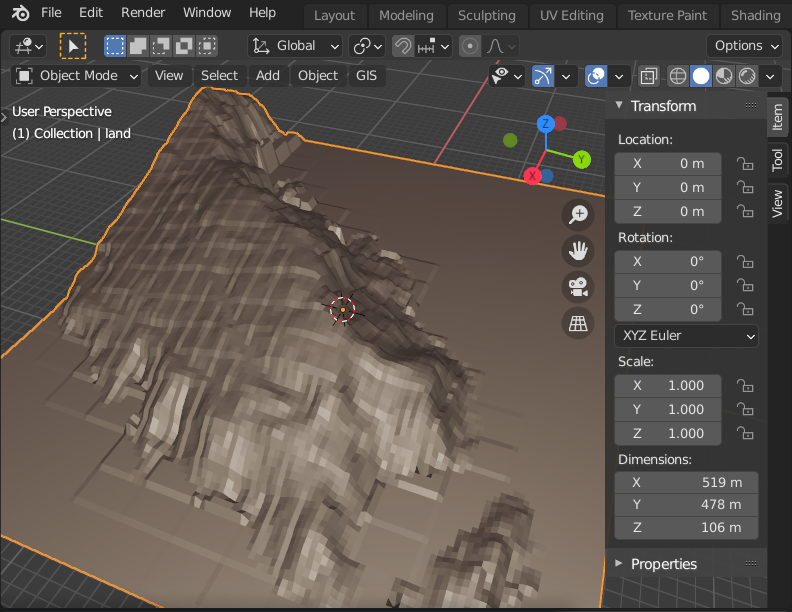 File Edit Render Window Help Layout Modeling Sculpting UV Editing Texture Paint Shading
Global Options
Object Mode View Select Add Object GIS
User Perspective
(1) Collection | land
Z
Y
X
Transform
Location:
X 0 m
Y 0 m
Z 0 m
Rotation:
X 0°
Y 0°
Z 0°
XYZ Euler
Scale:
X 1.000
Y 1.000
Z 1.000
Dimensions:
X 519 m
Y 478 m
Z 106 m
Properties
Item
Tool
View